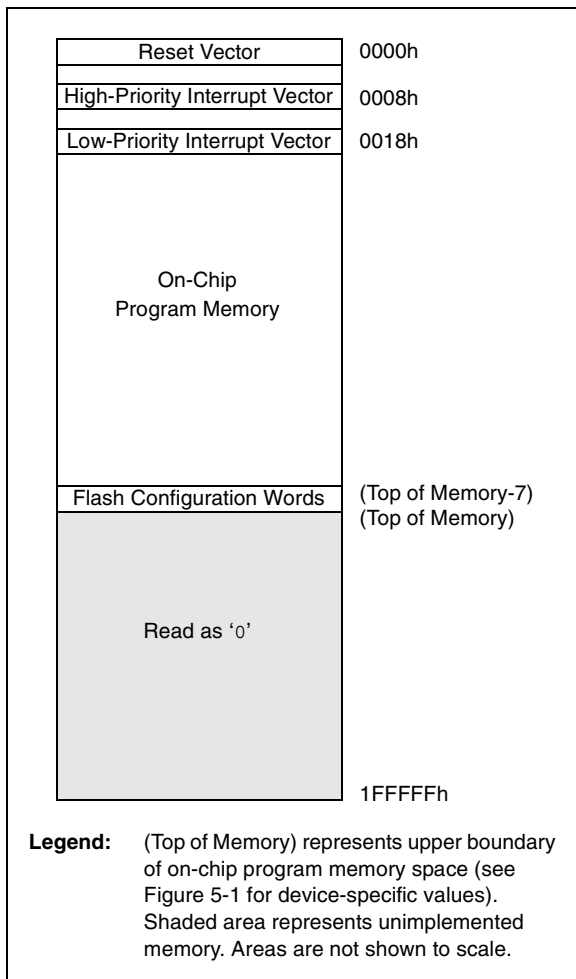 Reset Vector 0000h
High-Priority Interrupt Vector 0008h
Low-Priority Interrupt Vector 0018h
On-Chip
Program Memory
Flash Configuration Words (Top of Memory-7)
(Top of Memory)
Read as ‘0’
1FFFFFh
Legend: (Top of Memory) represents upper boundary
of on-chip program memory space (see
Figure 5-1 for device-specific values).
Shaded area represents unimplemented
memory. Areas are not shown to scale.